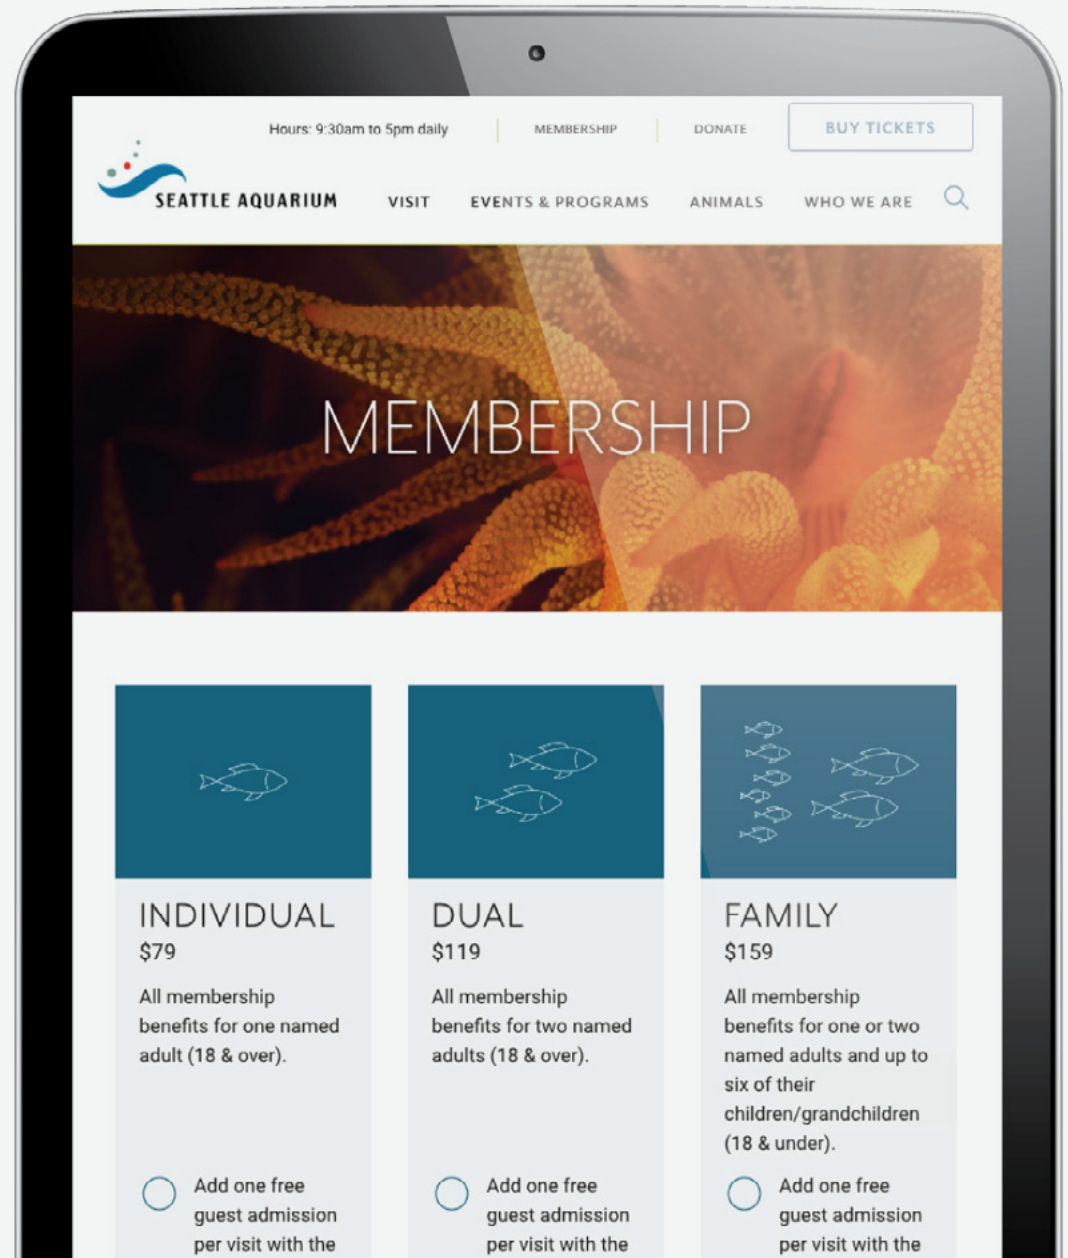 Hours: 9:30am to 5pm daily
MEMBERSHIP
DONATE
BUY TICKETS
SEATTLE AQUARIUM
VISIT
EVENTS & PROGRAMS
ANIMALS
WHO WE ARE
MEMBERSHIP
INDIVIDUAL
$79
All membership
benefits for one named
adult (18 & over).
Add one free
guest admission
per visit with the
DUAL
$119
All membership
benefits for two named
adults (18 & over).
Add one free
guest admission
per visit with the
FAMILY
$159
All membership
benefits for one or two
named adults and up to
six of their
children/grandchildren
(18 & under).
Add one free
guest admission
per visit with the